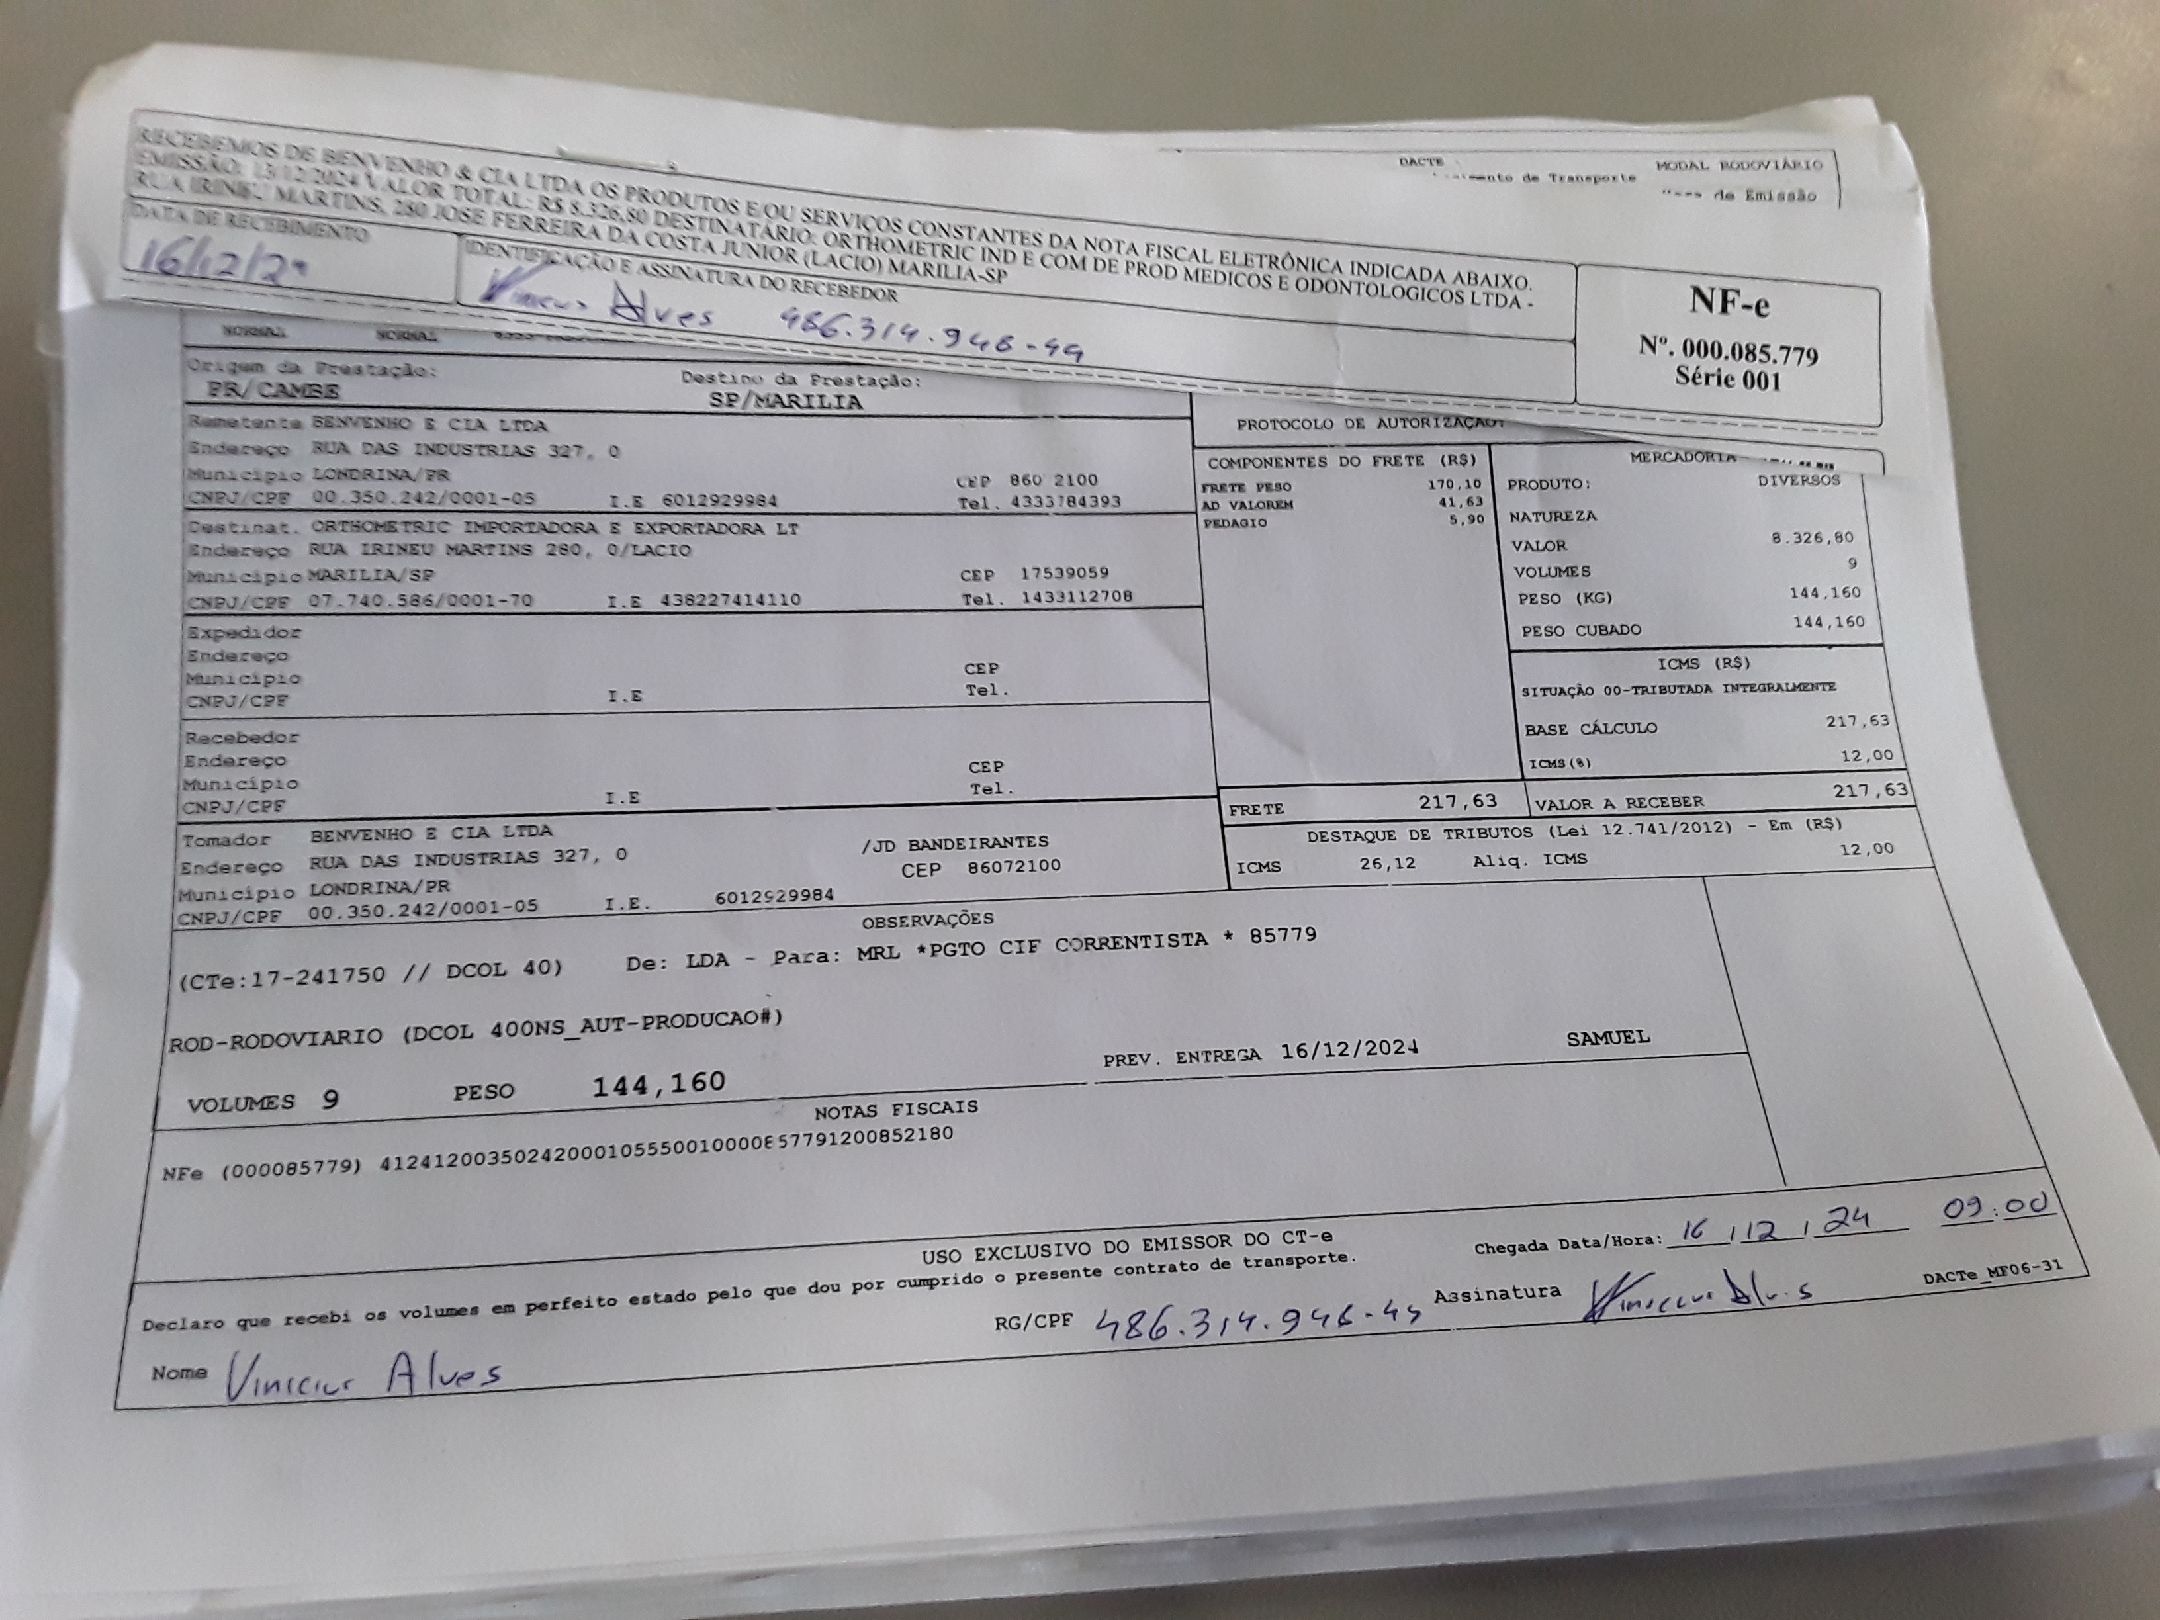 RECEBEMOS DE BENVENHO & CIA LTDA OS PRODUTOS E/OU SERVIÇOS CONSTANTES DA NOTA FISCAL ELETRÔNICA INDICADA ABAIXO.
EMISSÃO: 13/12/2024 VALOR TOTAL: R$ 8.326,80 DESTINATÁRIO: ORTHOMETRIC IND E COM DE PROD MEDICOS E ODONTOLOGICOS LTDA -
RUA IRINEU MARTINS, 280 JOSE FERREIRA DA COSTA JUNIOR (LACIO) MARILIA-SP
DATA DE RECEBIMENTO
16/12/2
IDENTIFICAÇÃO E ASSINATURA DO RECEBEDOR
Vinicius Alves 486.314.948-44
NF-e
Nº. 000.085.779
Série 001
DACTE
MODAL RODOVIÁRIO
de Transporte
de Emissão
NORMAL NORMAL
Origem da Prestação:
PR/CAMBE
Destino da Prestação:
SP/MARILIA
PROTOCOLO DE AUTORIZAÇÃO
Remetente BENVENHO E CIA LTDA
Endereço RUA DAS INDUSTRIAS 327, 0
Município LONDRINA/PR CEP 860 2100
CNPJ/CPF 00.350.242/0001-05 I.E 6012929984 Tel. 4333784393
Destinat. ORTHOMETRIC IMPORTADORA E EXPORTADORA LT
Endereço RUA IRINEU MARTINS 280, 0/LACIO
Município MARILIA/SP CEP 17539059
CNPJ/CPF 07.740.586/0001-70 I.E 438227414110 Tel. 1433112708
Expedidor
Endereço
Município CEP
CNPJ/CPF I.E Tel.
Recebedor
Endereço
Município CEP
CNPJ/CPF I.E Tel.
Tomador BENVENHO E CIA LTDA
Endereço RUA DAS INDUSTRIAS 327, 0 /JD BANDEIRANTES
Município LONDRINA/PR CEP 86072100
CNPJ/CPF 00.350.242/0001-05 I.E. 6012929984
COMPONENTES DO FRETE (R$)
FRETE PESO 170,10
AD VALOREM 41,63
PEDAGIO 5,90
MERCADORIA
PRODUTO: DIVERSOS
NATUREZA
VALOR 8.326,80
VOLUMES 9
PESO (KG) 144,160
PESO CUBADO 144,160
ICMS (R$)
SITUAÇÃO 00-TRIBUTADA INTEGRALMENTE
BASE CÁLCULO 217,63
ICMS(%) 12,00
FRETE 217,63 VALOR A RECEBER 217,63
DESTAQUE DE TRIBUTOS (Lei 12.741/2012) - Em (R$)
ICMS 26,12 Aliq. ICMS 12,00
OBSERVAÇÕES
(CTe:17-241750 // DCOL 40) De: LDA - Para: MRL *PGTO CIF CORRENTISTA * 85779
ROD-RODOVIARIO (DCOL 400NS_AUT-PRODUCAO#)
PREV. ENTREGA 16/12/2024 SAMUEL
VOLUMES 9 PESO 144,160
NOTAS FISCAIS
NFe (000085779) 41241200350242000105550010000857791200852180
USO EXCLUSIVO DO EMISSOR DO CT-e
Declaro que recebi os volumes em perfeito estado pelo que dou por cumprido o presente contrato de transporte.
Chegada Data/Hora: 16/12/24 09:00
Nome Vinicius Alves
RG/CPF 486.314.948-44
Assinatura Vinicius Alves
DACTe_MF06-31